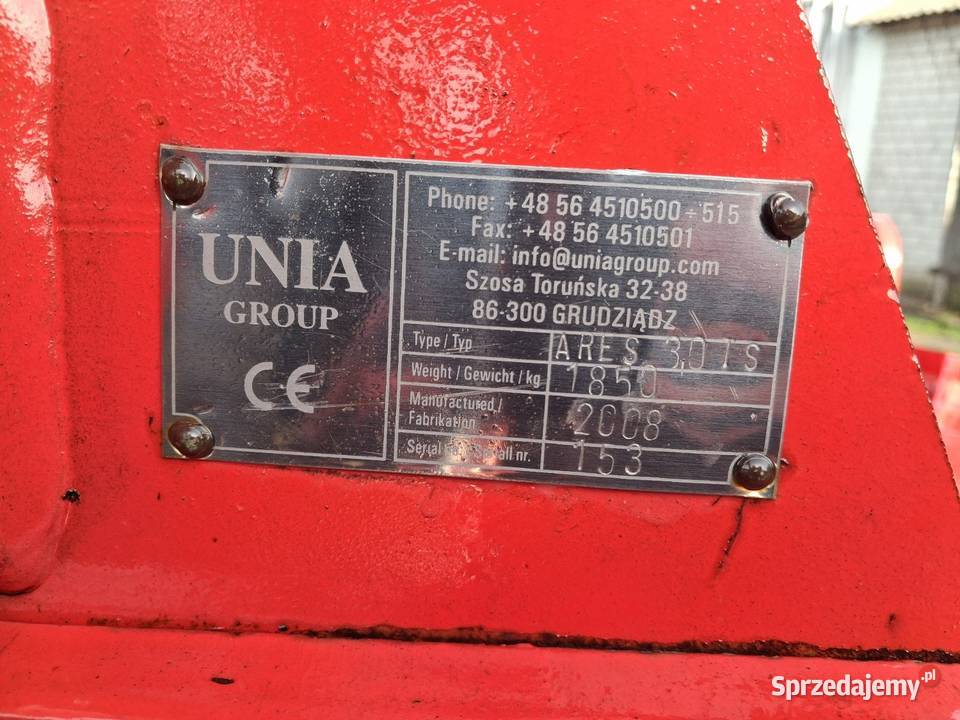 UNIA
GROUP
CE
Phone: +48 56 4510500÷515
Fax: +48 56 4510501
E-mail: info@uniagroup.com
Szosa Toruńska 32-38
86-300 GRUDZIĄDZ
Type / Typ ARES 3,0 TS
Weight / Gewicht / kg 1850
Manufactured / 2008
Fabrikation
Serial nr. 153
Sprzedajemy.pl